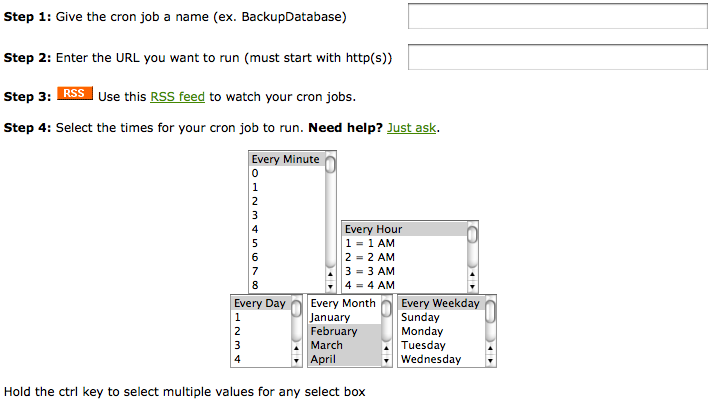 Step 1: Give the cron job a name (ex. BackupDatabase)
Step 2: Enter the URL you want to run (must start with http(s))
Step 3: RSS Use this RSS feed to watch your cron jobs.
Step 4: Select the times for your cron job to run. Need help? Just ask.
Every Minute
0
1
2
3
4
5
6
7
8
Every Hour
1 = 1 AM
2 = 2 AM
3 = 3 AM
4 = 4 AM
Every Day
1
2
3
4
Every Month
January
February
March
April
Every Weekday
Sunday
Monday
Tuesday
Wednesday
Hold the ctrl key to select multiple values for any select box